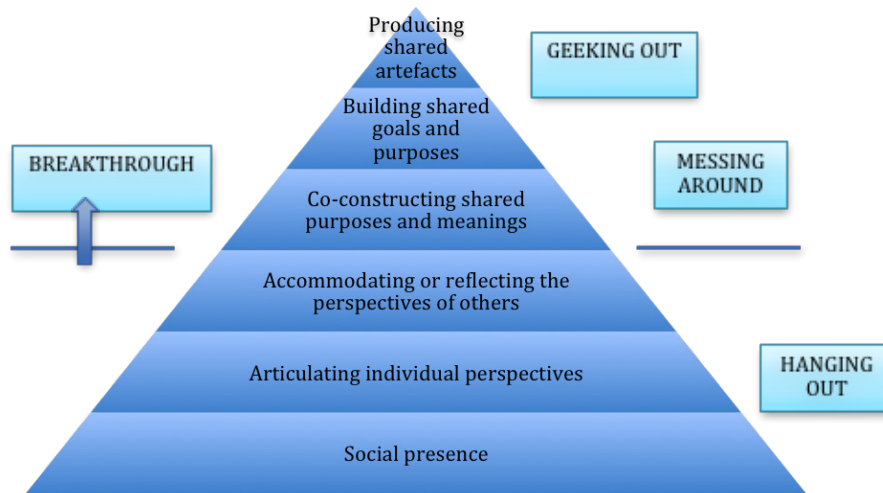 Producing
shared
artefacts
GEEKING OUT
Building shared
goals and
purposes
BREAKTHROUGH
MESSING
AROUND
Co-constructing shared
purposes and meanings
Accommodating or reflecting the
perspectives of others
Articulating individual perspectives
HANGING
OUT
Social presence